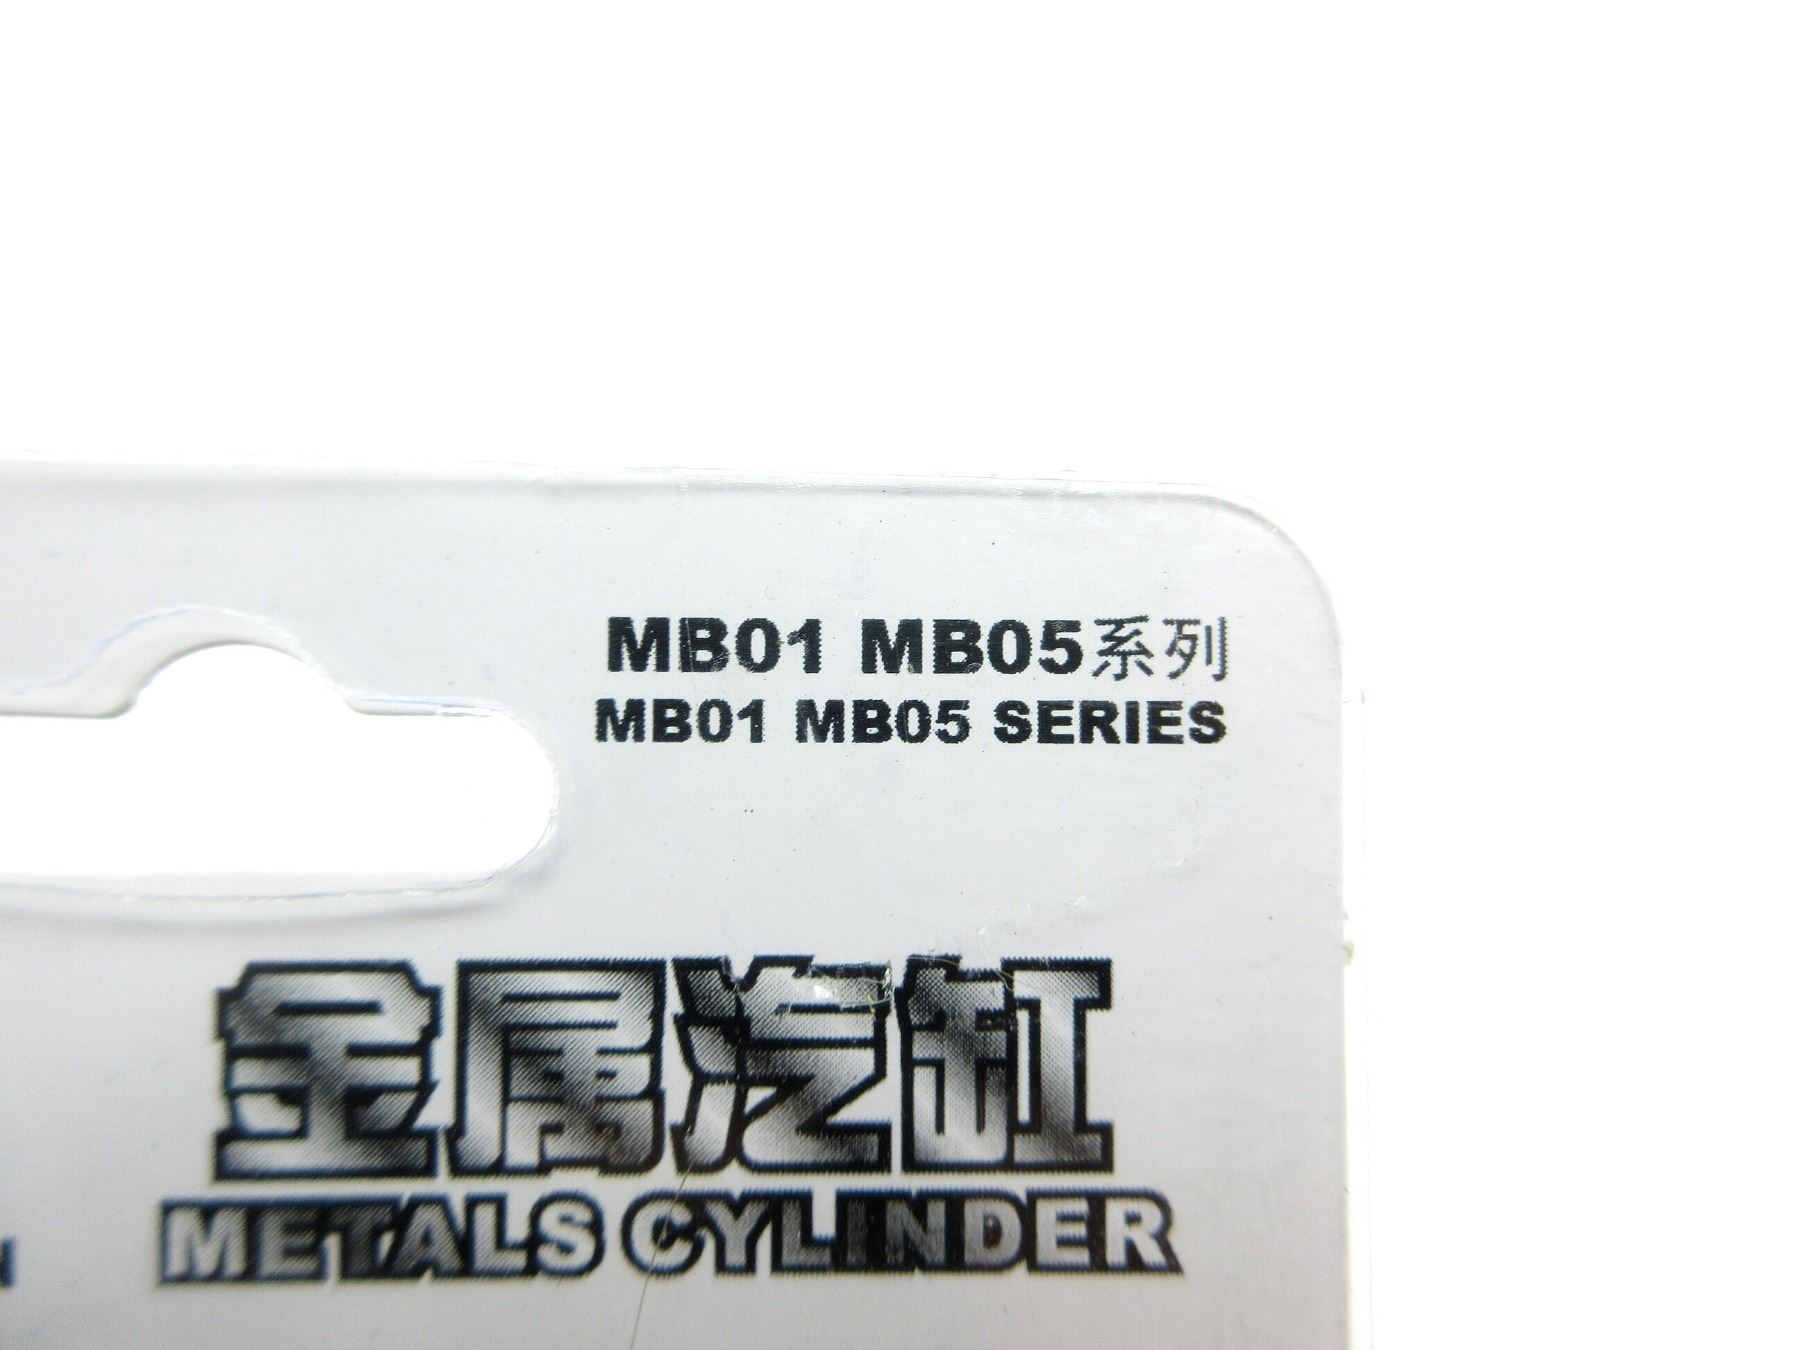 MB01 MB05系列
MB01 MB05 SERIES
金属汽缸
METALS CYLINDER